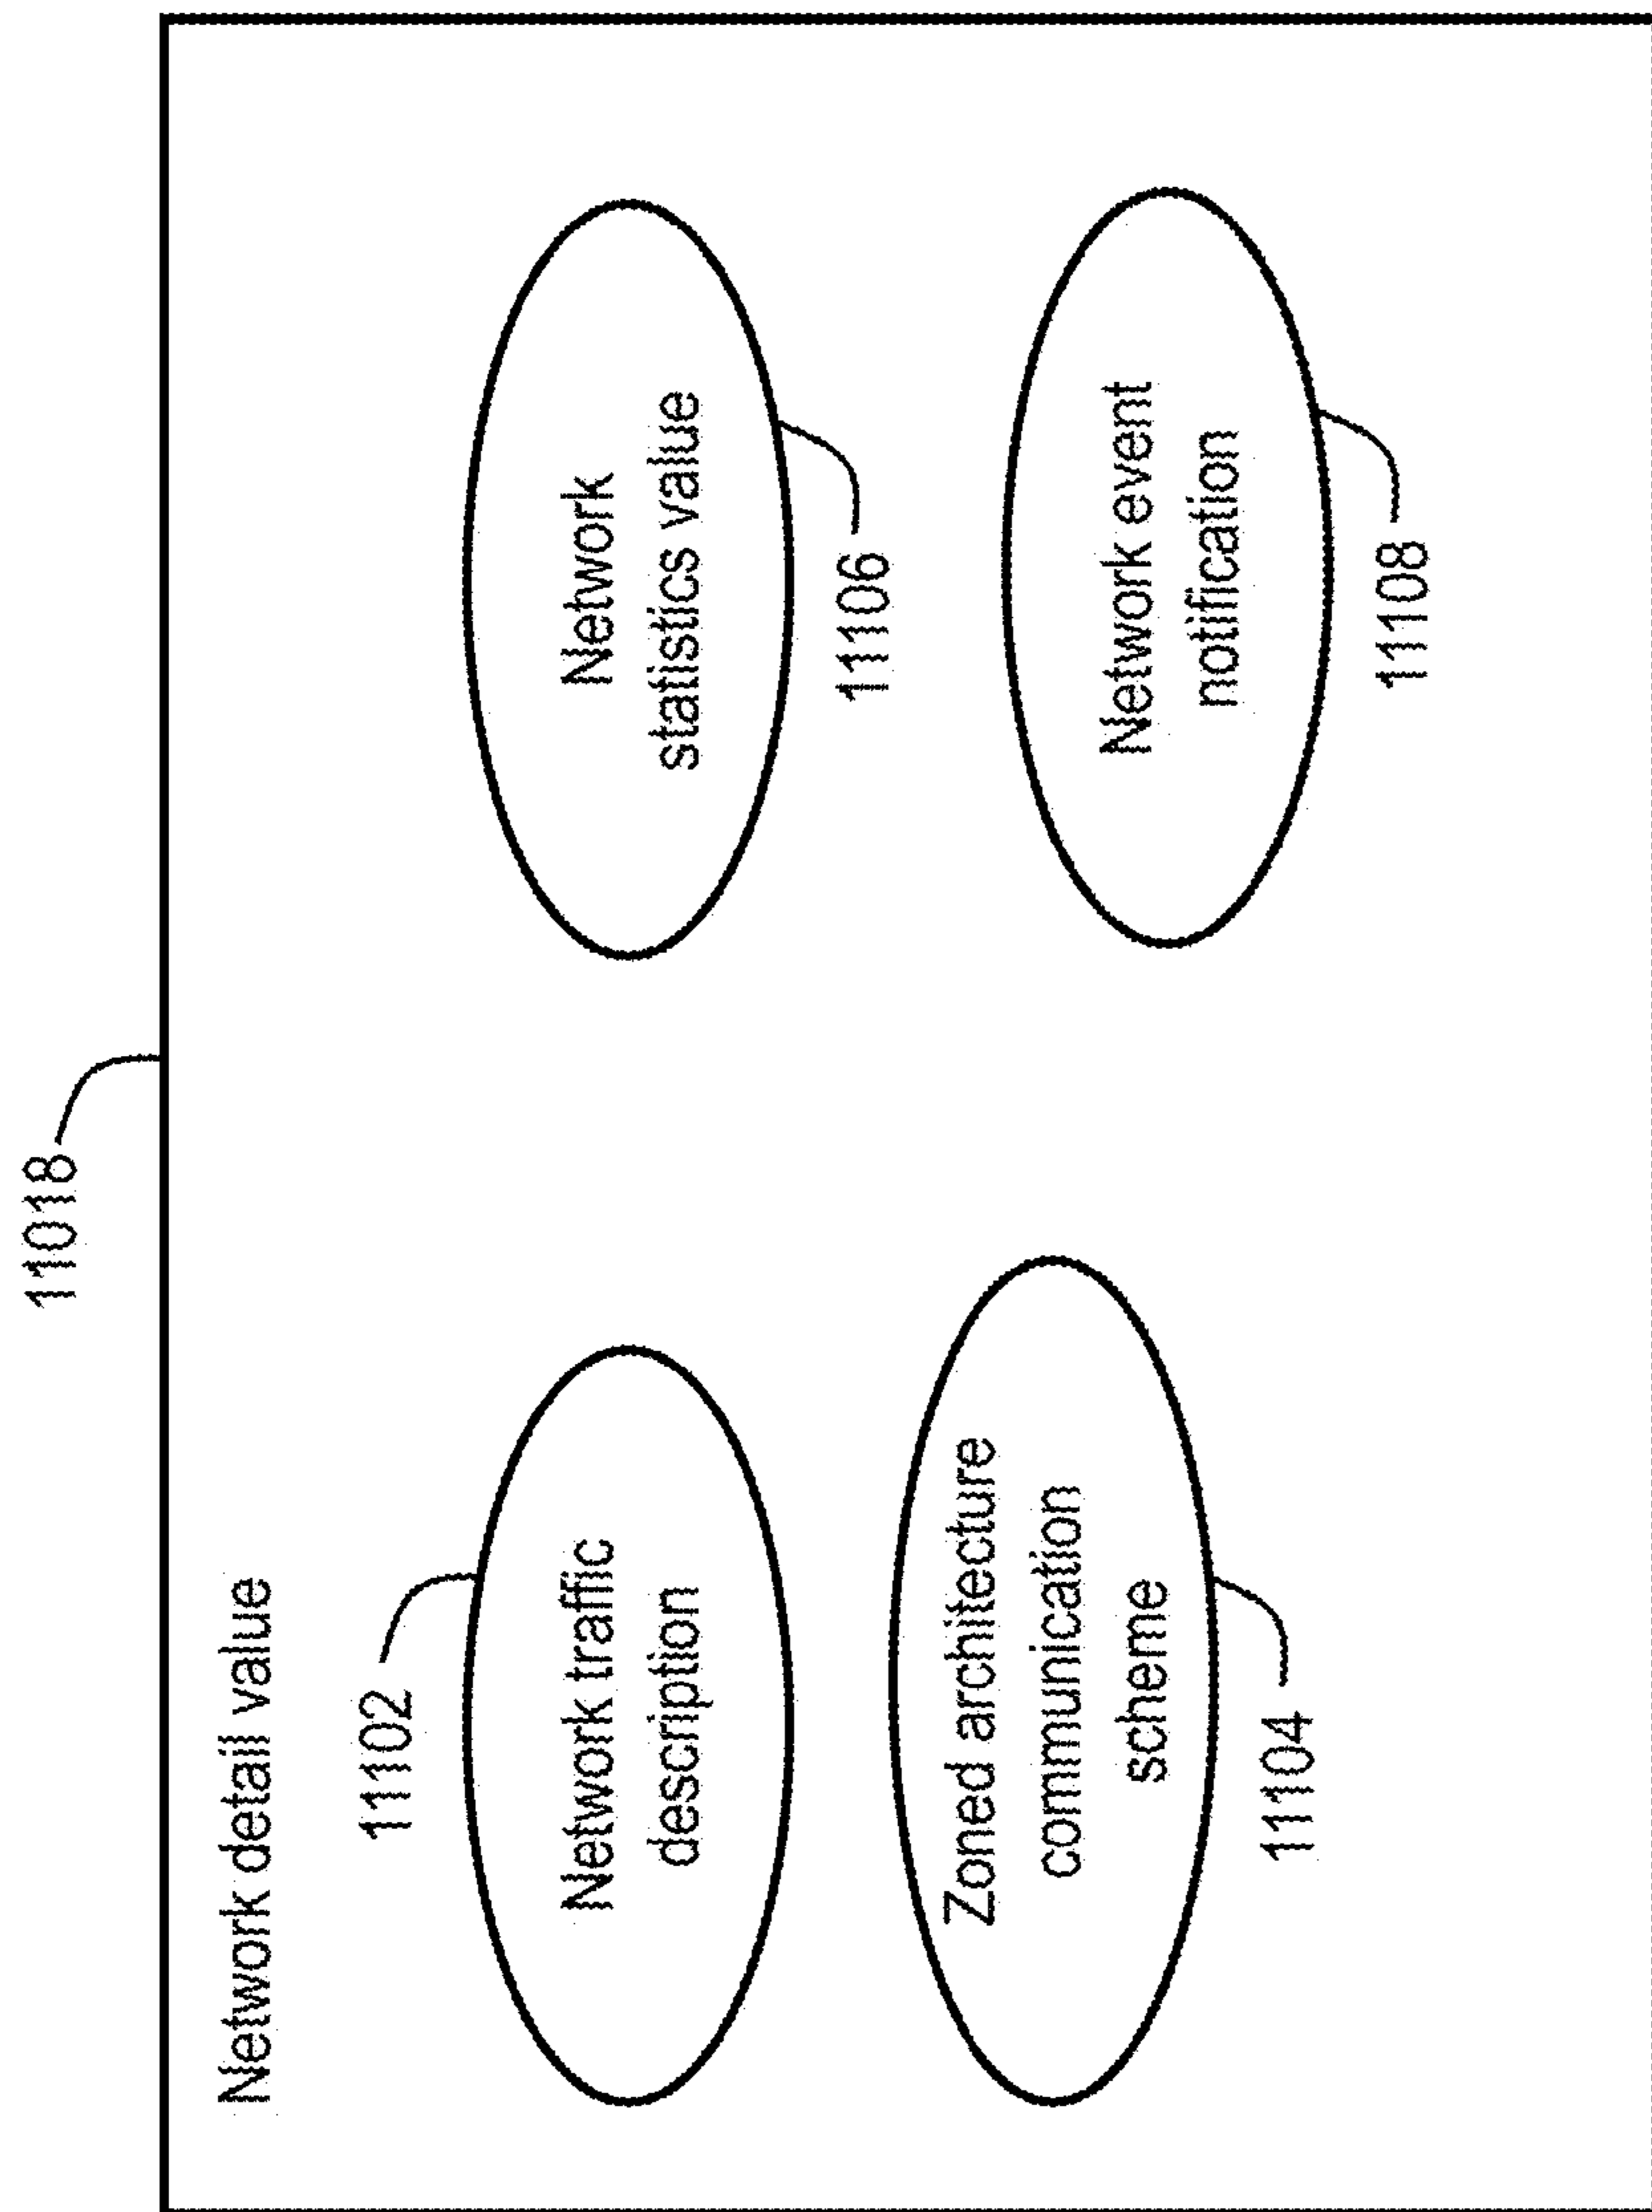 11018
Network detail value
11102
Network traffic
description
Zoned architecture
communication
scheme
11104
Network
statistics value
11106
Network event
notification
11108